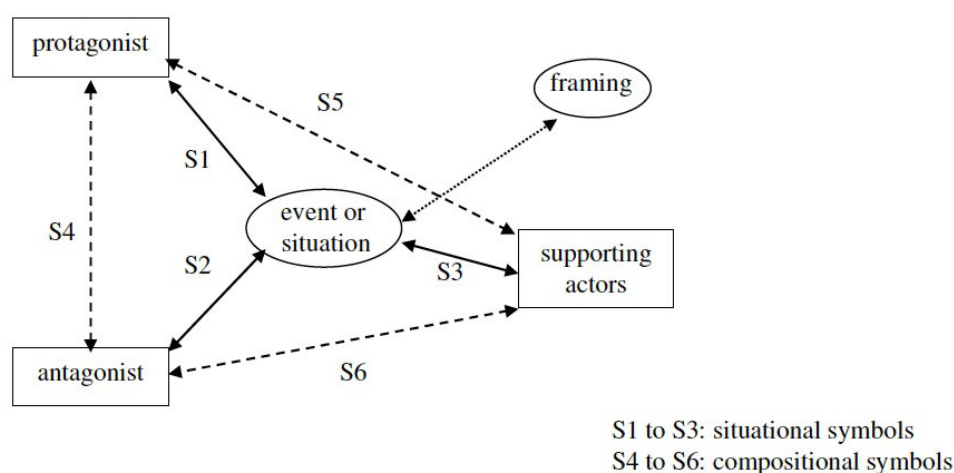 protagonist
framing
S5
S1
event or
situation
S4
S2
S3
supporting
actors
antagonist
S6
S1 to S3: situational symbols
S4 to S6: compositional symbols